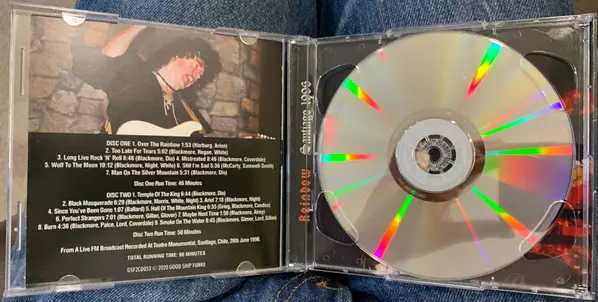 DISC ONE 1. Over The Rainbow 1:53 (Harburg, Arlen)
2. Too Late For Tears 5:02 (Blackmore, Regan, White)
3. Long Live Rock 'N' Roll 8:46 (Blackmore, Die) 4. Mistreated 8:46 (Blackmore, Coverdale)
5. Wolf To The Moon 10:12 (Blackmore, Night, White) 6. Still I'm Sad 5:36 (McCarty, Samwell-Smith)
7. Man On The Silver Mountain 5:31 (Blackmore, Die)
Disc One Run Time: 46 Minutes
DISC TWO 1. Temple Of The King 6:44 (Blackmore, Die)
2. Black Masquerade 6:29 (Blackmore, Morris, White, Night) 3. Ariel 7:18 (Blackmore, Night)
4. Since You've Been Gone 1:07 (Ballard) 5. Hall Of The Mountain King 6:35 (Grieg, Blackmore, Candice)
6. Perfect Strangers 7:01 (Blackmore, Gillan, Glover) 7. Maybe Next Time 1:50 (Blackmore, Airey)
8. Burn 4:36 (Blackmore, Paice, Lord, Coverdale) 9. Smoke On The Water 8:45 (Blackmore, Glover, Lord, Gillan)
Disc Two Run Time: 50 Minutes
From A Live FM Broadcast Recorded At Teatro Monumental, Santiago, Chile, 28th June 1996.
TOTAL RUNNING TIME: 96 MINUTES
GSF2CD053 © 2020 GOOD SHIP FUNKE
Rainbow Santiago 1996